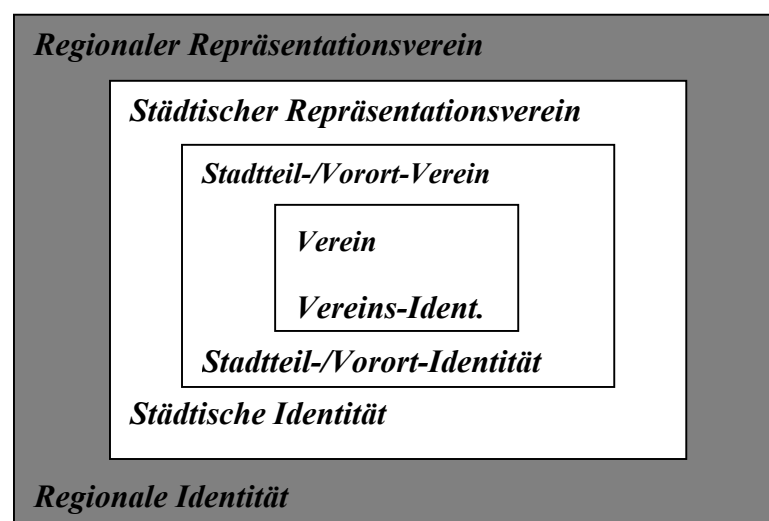 Regionaler Repräsentationsverein
Städtischer Repräsentationsverein
Stadtteil-/Vorort-Verein
Verein
Vereins-Ident.
Stadtteil-/Vorort-Identität
Städtische Identität
Regionale Identität